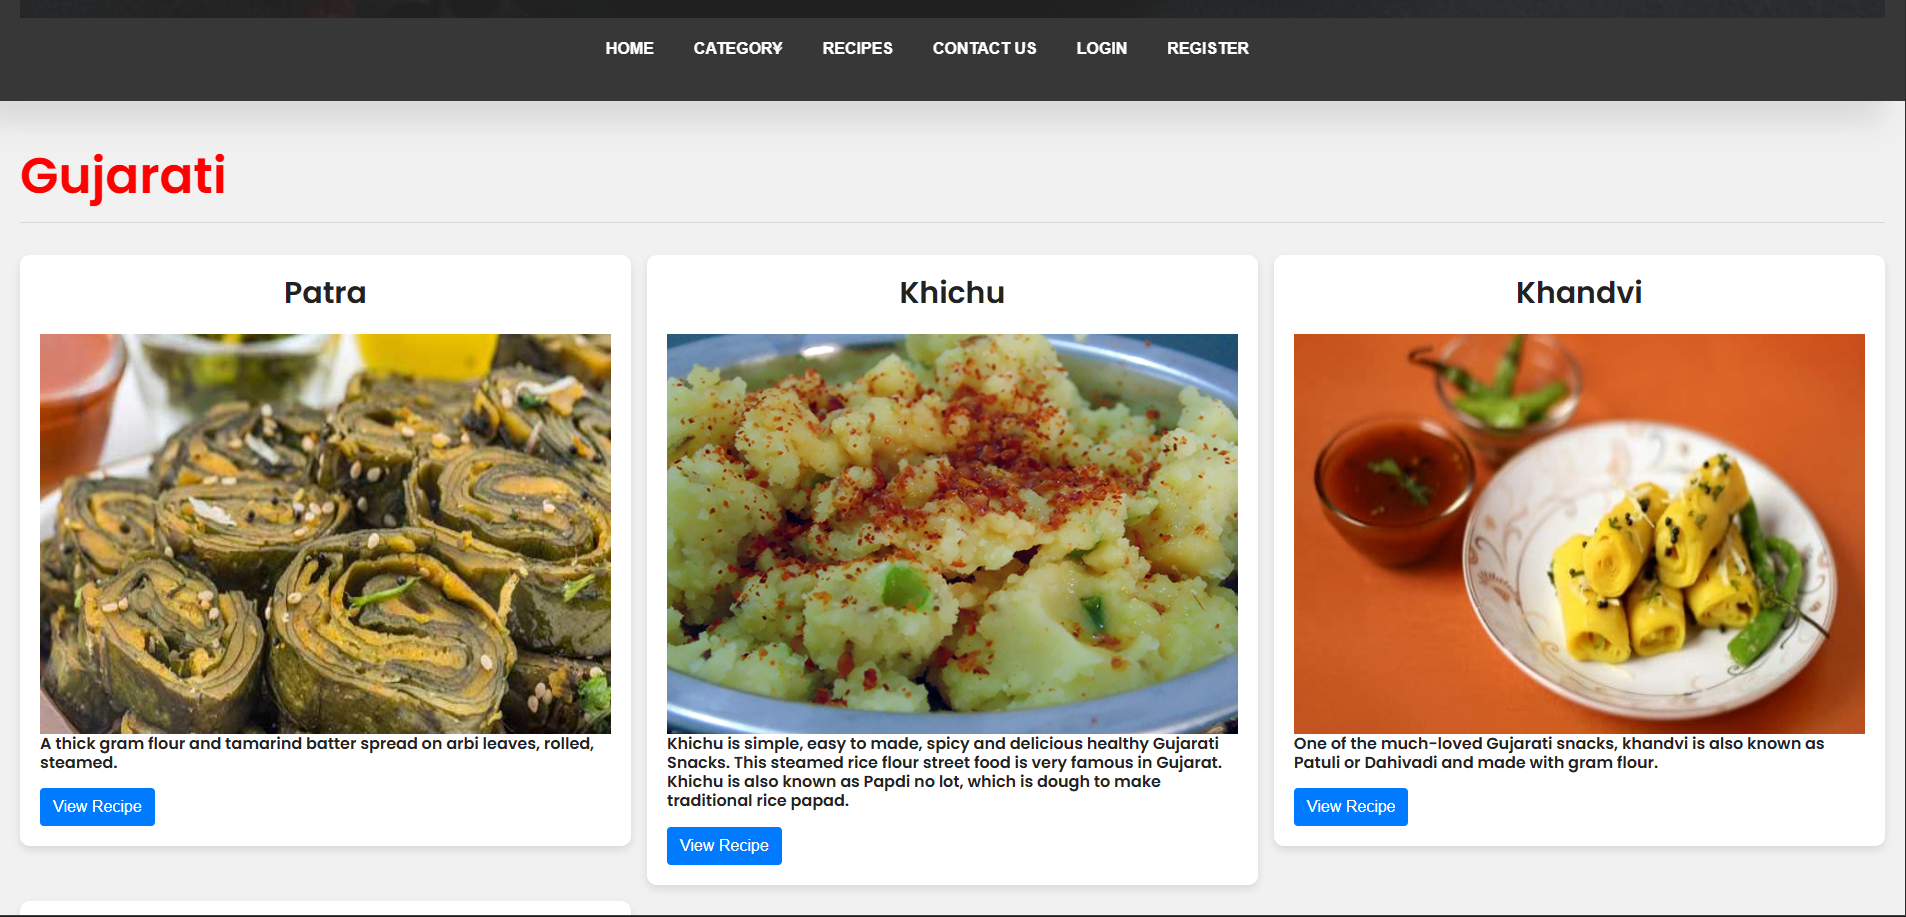 HOME CATEGORY RECIPES CONTACT US LOGIN REGISTER
Gujarati
Patra
A thick gram flour and tamarind batter spread on arbi leaves, rolled,
steamed.
View Recipe
Khichu
Khichu is simple, easy to made, spicy and delicious healthy Gujarati
Snacks. This steamed rice flour street food is very famous in Gujarat.
Khichu is also known as Papdi no lot, which is dough to make
traditional rice papad.
View Recipe
Khandvi
One of the much-loved Gujarati snacks, khandvi is also known as
Patuli or Dahivadi and made with gram flour.
View Recipe